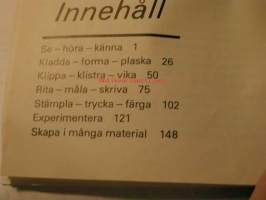 Innehåll
Se – höra – känna 1
Kladda – forma – plaska 26
Klippa – klistra – vika 50
Rita – måla – skriva 75
Stämpla – trycka – färga 102
Experimentera 121
Skapa i många material 148